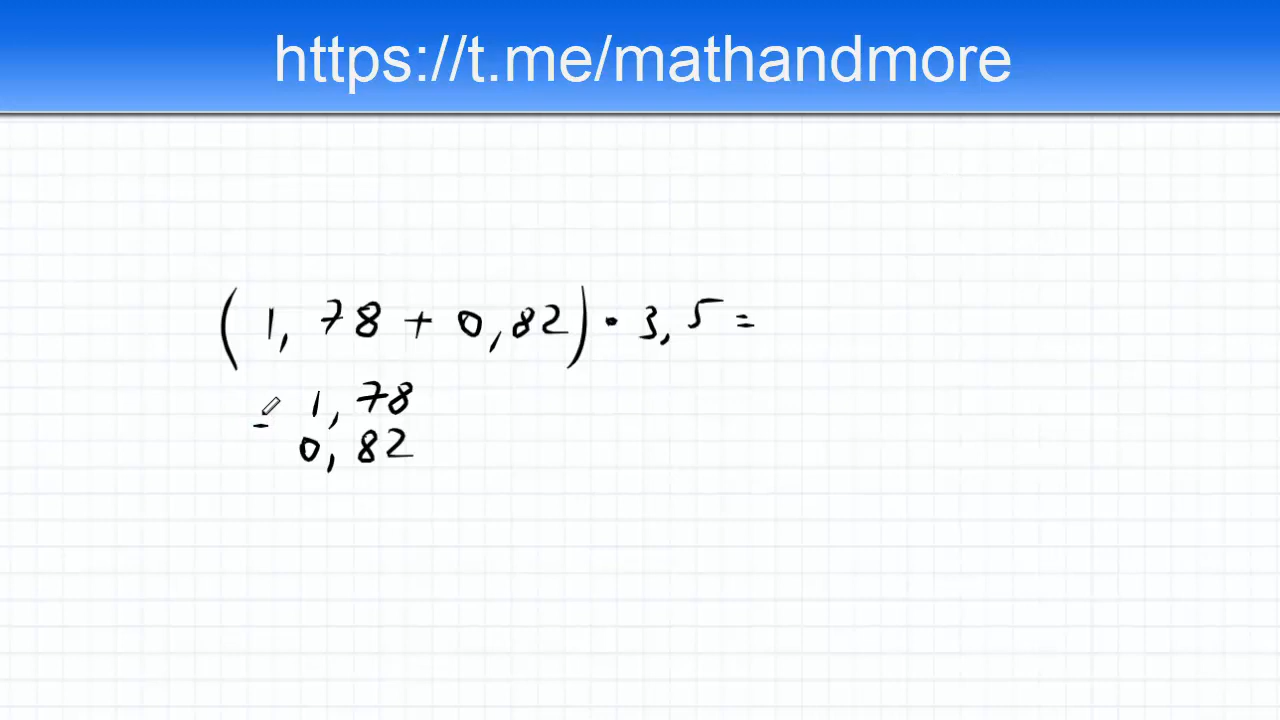 https://t.me/mathandmore
(1,78 + 0,82) · 3,5 =
1,78
0,82